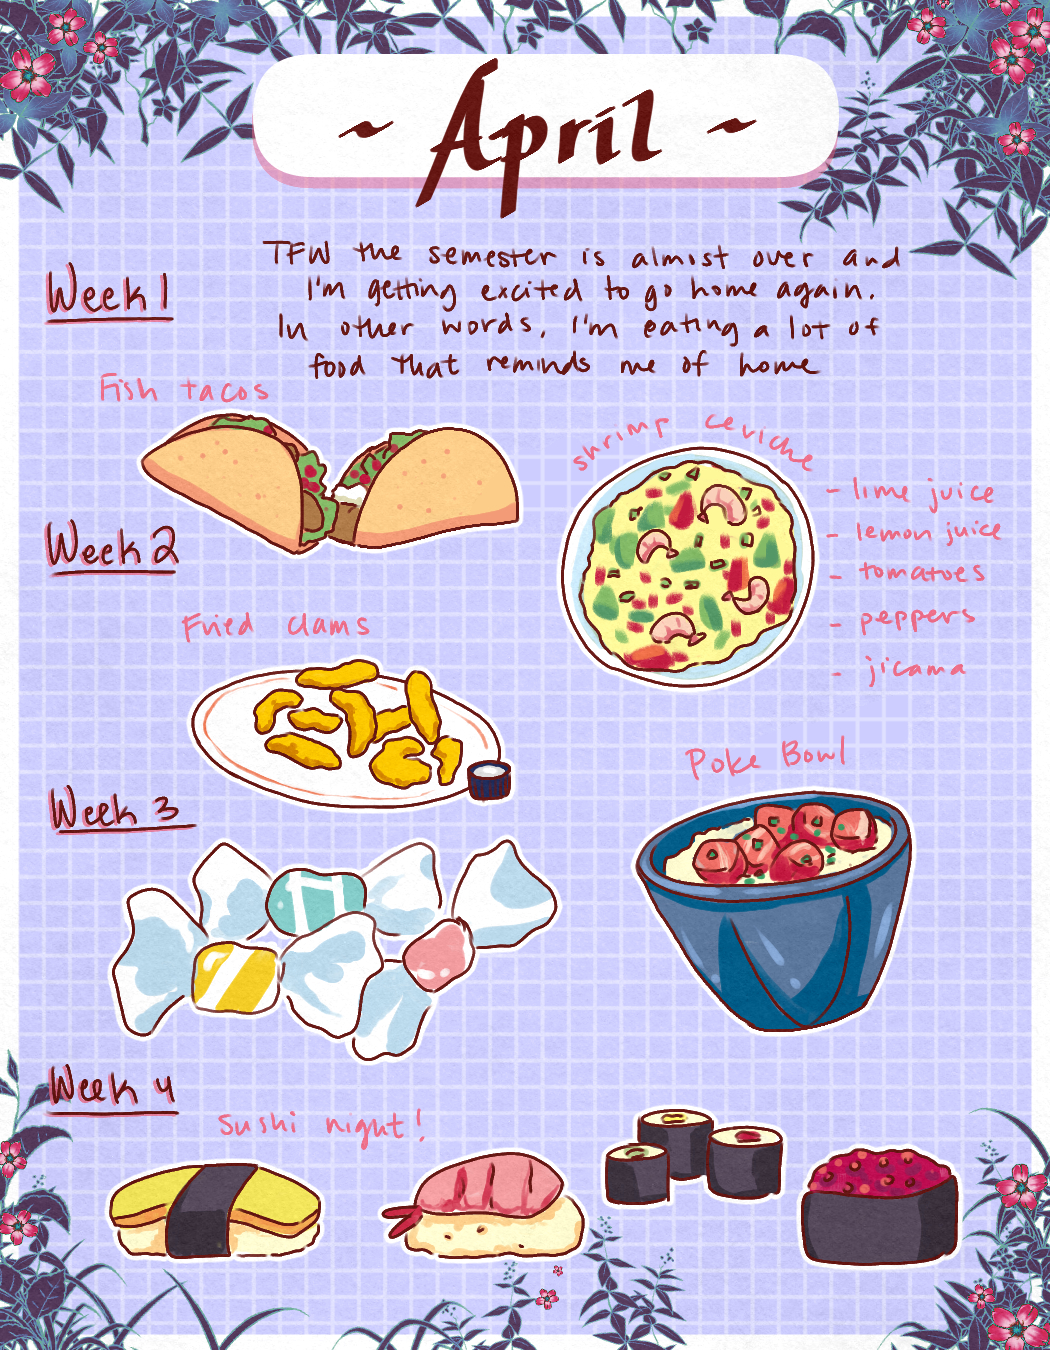 ~ April ~
TFW the semester is almost over and
I'm getting excited to go home again.
In other words, I'm eating a lot of
food that reminds me of home
Week 1
Fish tacos
shrimp ceviche
- lime juice
- lemon juice
- tomatoes
- peppers
- jicama
Week 2
Fried clams
Poke Bowl
Week 3
Week 4
Sushi night!